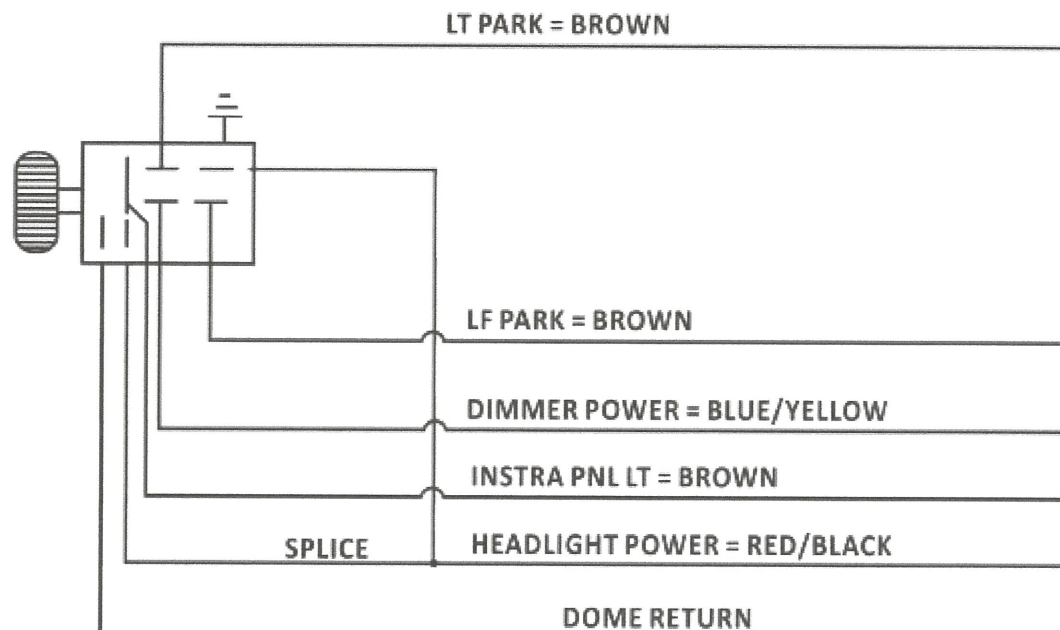 LT PARK = BROWN
LF PARK = BROWN
DIMMER POWER = BLUE/YELLOW
INSTRA PNL LT = BROWN
SPLICE
HEADLIGHT POWER = RED/BLACK
DOME RETURN